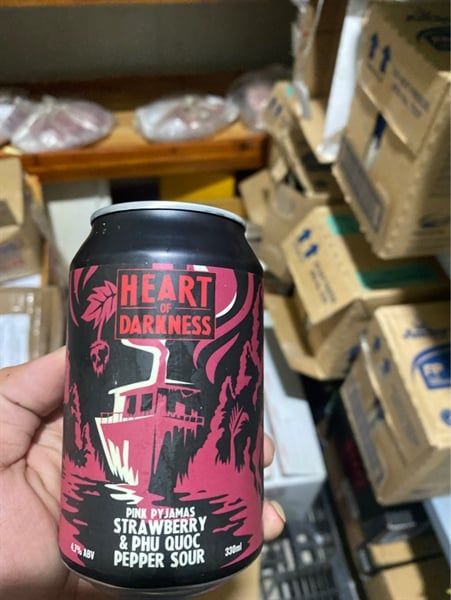 HEART
OF
DARKNESS
PINK PYJAMAS
STRAWBERRY
& PHU QUOC
PEPPER SOUR
330ml